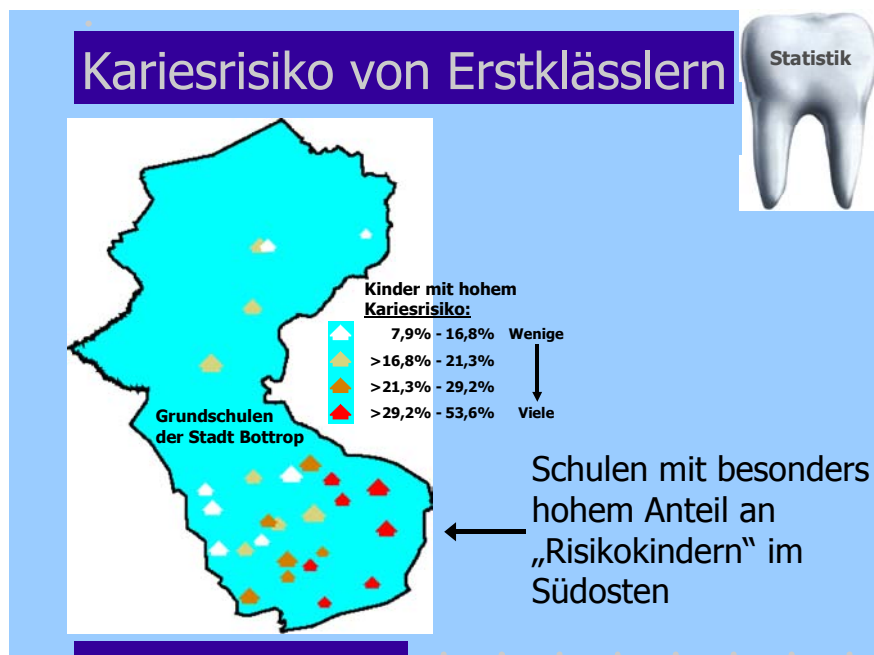 Kariesrisiko von Erstklässlern
Statistik
Kinder mit hohem
Kariesrisiko:
7,9% - 16,8% Wenige
>16,8% - 21,3%
>21,3% - 29,2%
>29,2% - 53,6% Viele
Grundschulen
der Stadt Bottrop
Schulen mit besonders
hohem Anteil an
„Risikokindern“ im
Südosten